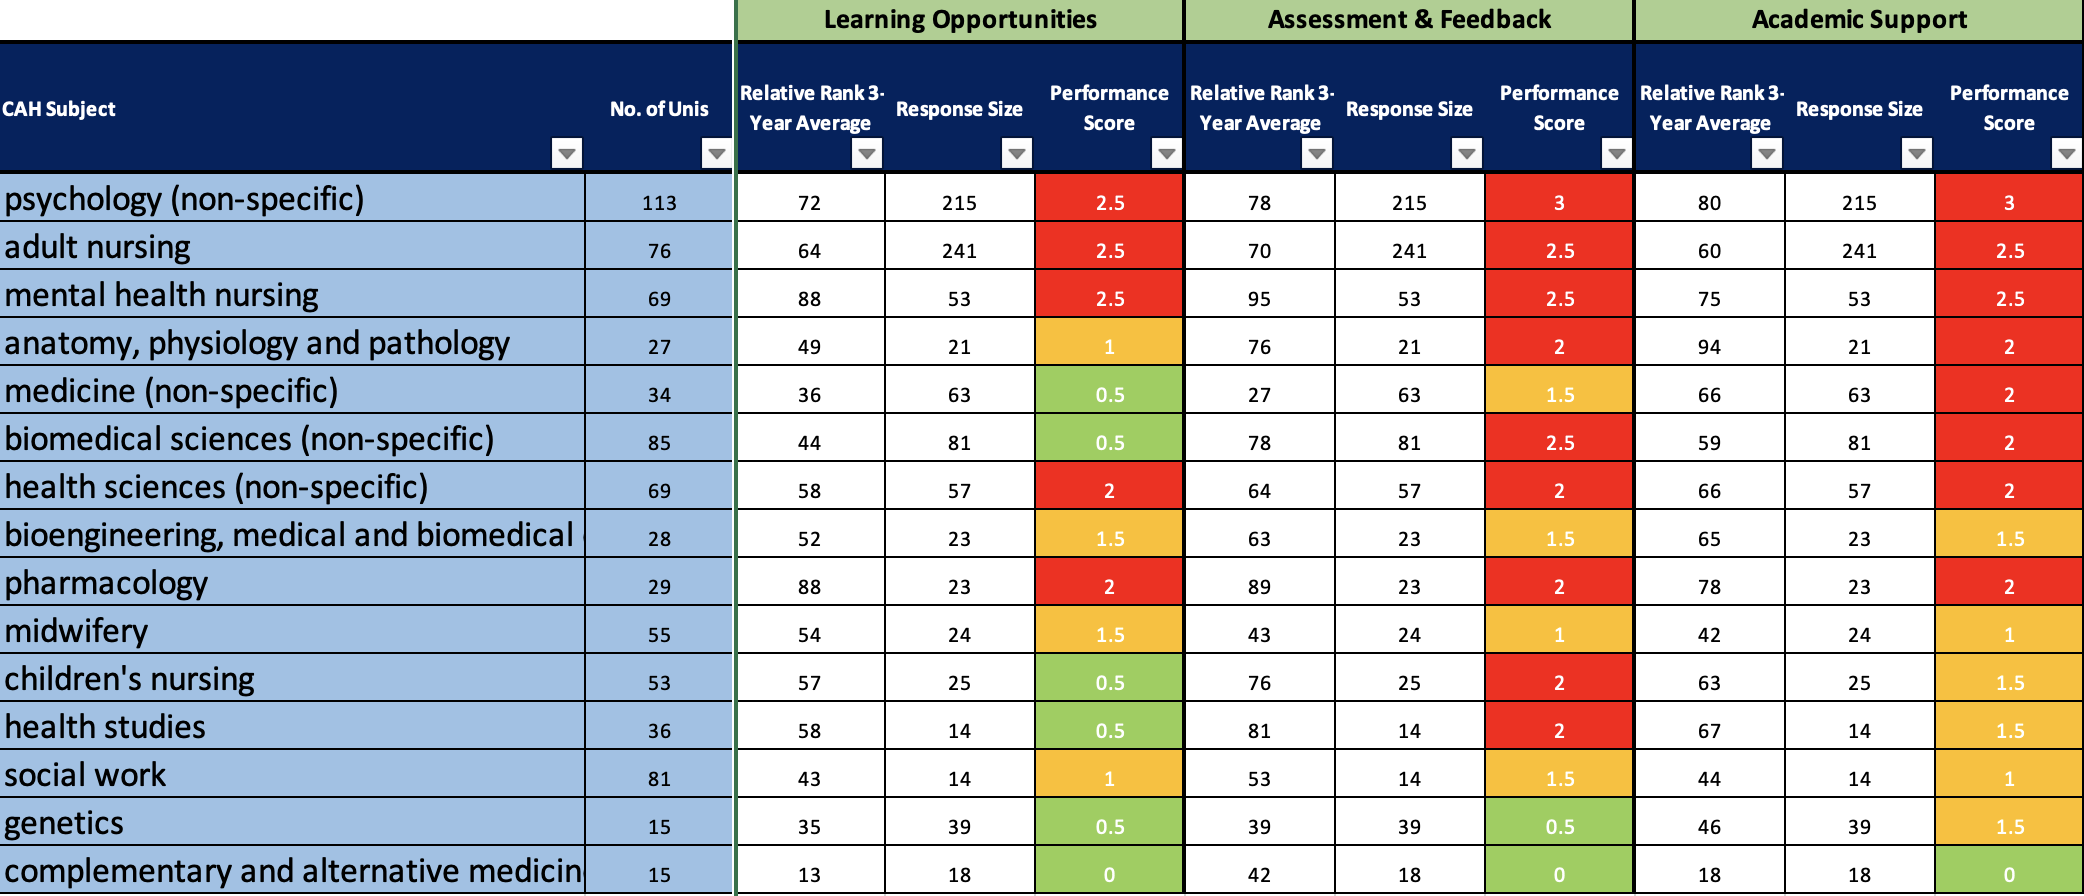 Learning Opportunities Assessment & Feedback Academic Support
CAH Subject No. of Unis Relative Rank 3-Year Average Response Size Performance Score Relative Rank 3-Year Average Response Size Performance Score Relative Rank 3-Year Average Response Size Performance Score
psychology (non-specific) 113 72 215 2.5 78 215 3 80 215 3
adult nursing 76 64 241 2.5 70 241 2.5 60 241 2.5
mental health nursing 69 88 53 2.5 95 53 2.5 75 53 2.5
anatomy, physiology and pathology 27 49 21 1 76 21 2 94 21 2
medicine (non-specific) 34 36 63 0.5 27 63 1.5 66 63 2
biomedical sciences (non-specific) 85 44 81 0.5 78 81 2.5 59 81 2
health sciences (non-specific) 69 58 57 2 64 57 2 66 57 2
bioengineering, medical and biomedical 28 52 23 1.5 63 23 1.5 65 23 1.5
pharmacology 29 88 23 2 89 23 2 78 23 2
midwifery 55 54 24 1.5 43 24 1 42 24 1
children's nursing 53 57 25 0.5 76 25 2 63 25 1.5
health studies 36 58 14 0.5 81 14 2 67 14 1.5
social work 81 43 14 1 53 14 1.5 44 14 1
genetics 15 35 39 0.5 39 39 0.5 46 39 1.5
complementary and alternative medicin 15 13 18 0 42 18 0 18 18 0